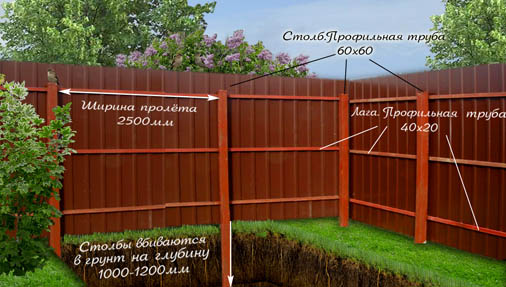 Столб.Профильная труба
60х60
Ширина пролёта
2500мм
Лага. Профильная труба
40х20
Столбы вбиваются
в грунт на глубину
1000-1200мм